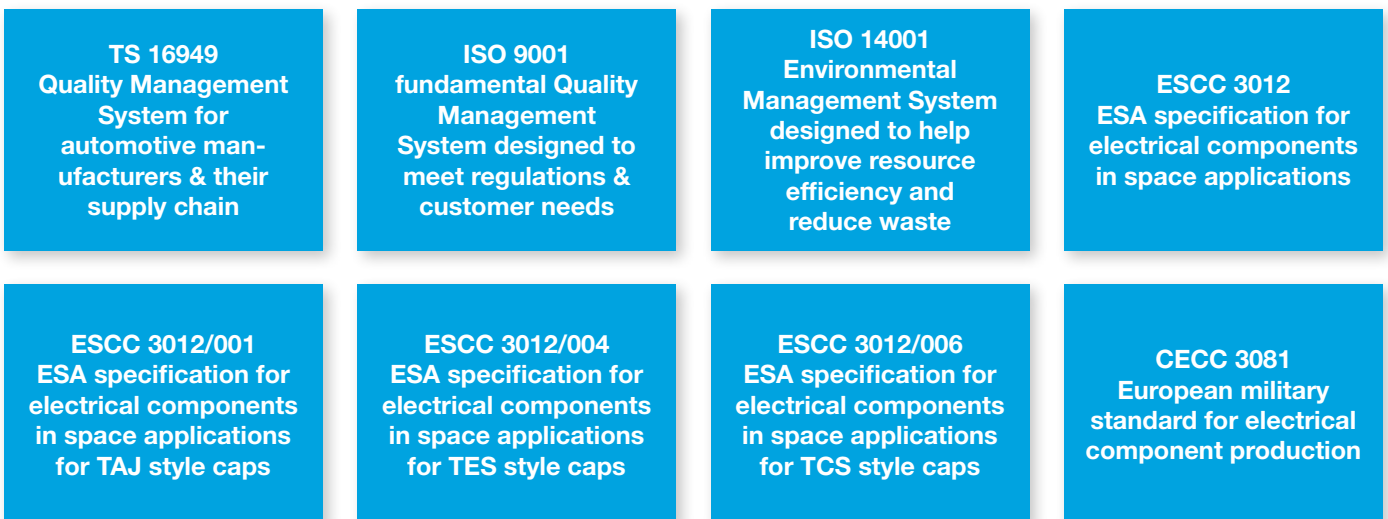 TS 16949
Quality Management
System for
automotive man-
ufacturers & their
supply chain
ISO 9001
fundamental Quality
Management
System designed to
meet regulations &
customer needs
ISO 14001
Environmental
Management System
designed to help
improve resource
efficiency and
reduce waste
ESCC 3012
ESA specification for
electrical components
in space applications
ESCC 3012/001
ESA specification for
electrical components
in space applications
for TAJ style caps
ESCC 3012/004
ESA specification for
electrical components
in space applications
for TES style caps
ESCC 3012/006
ESA specification for
electrical components
in space applications
for TCS style caps
CECC 3081
European military
standard for electrical
component production